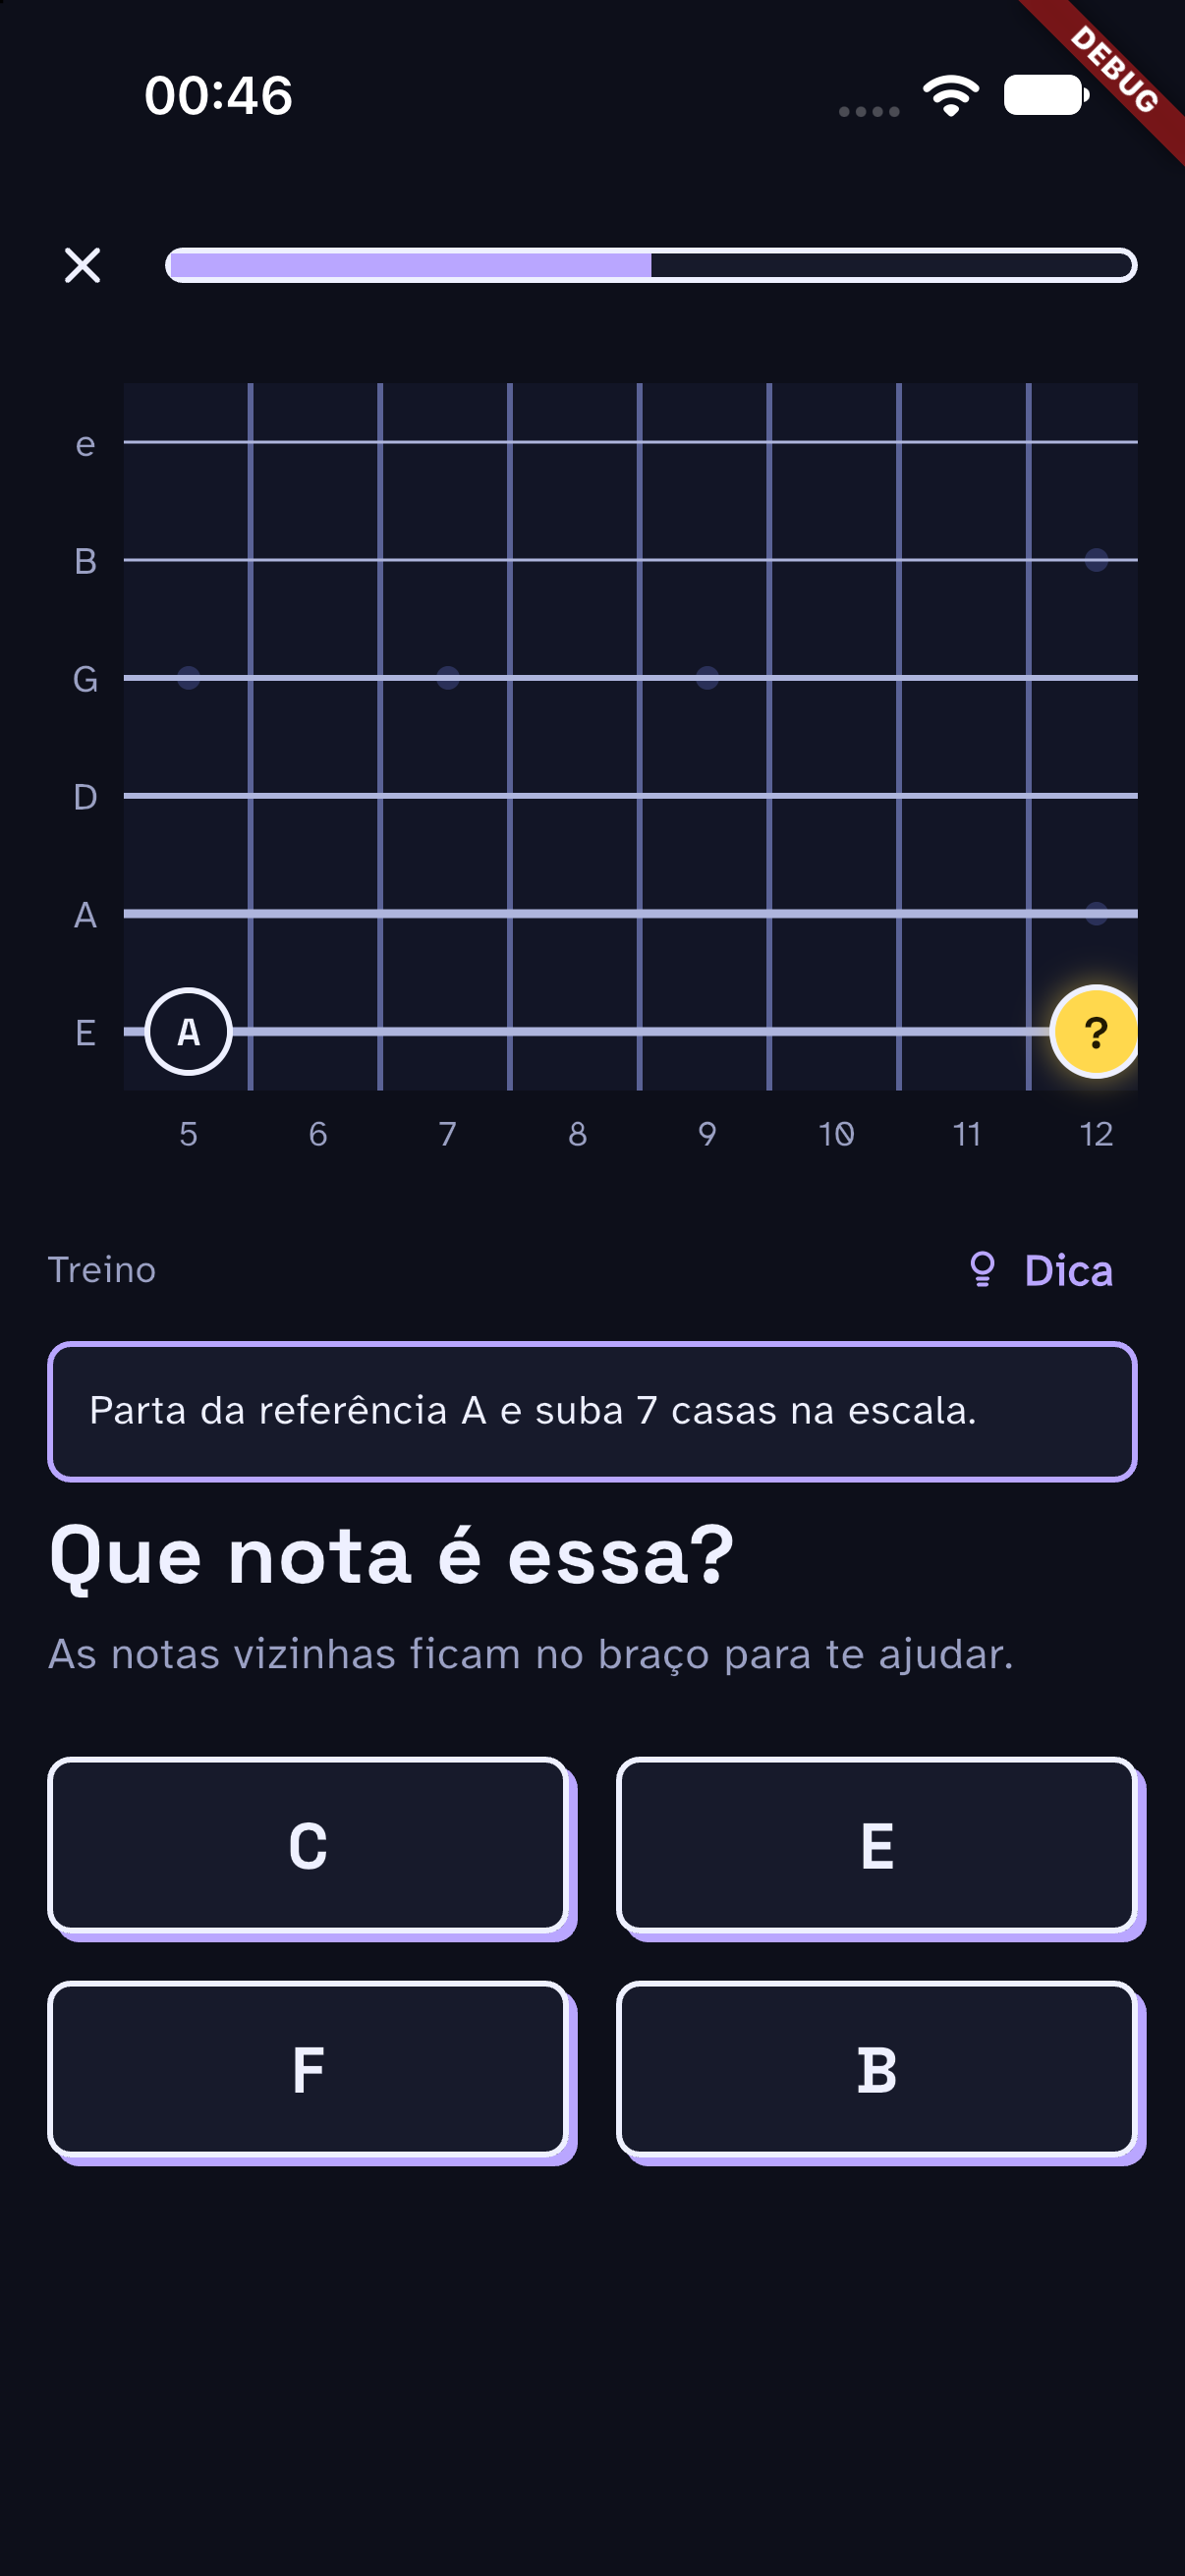 00:46
DEBUG
e
B
G
D
A
E
A
?
5 6 7 8 9 10 11 12
Treino
Dica
Parta da referência A e suba 7 casas na escala.
Que nota é essa?
As notas vizinhas ficam no braço para te ajudar.
C
E
F
B